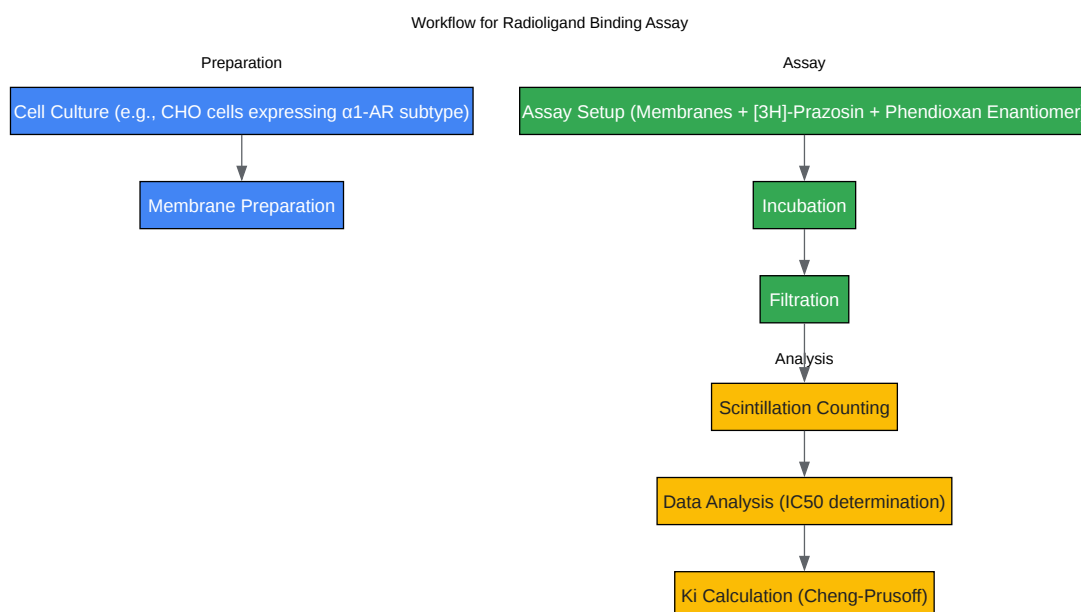 Workflow for Radioligand Binding Assay
Preparation
Cell Culture (e.g., CHO cells expressing α1-AR subtype)
Membrane Preparation
Assay
Assay Setup (Membranes + [3H]-Prazosin + Phendioxan Enantiomer
Incubation
Filtration
Analysis
Scintillation Counting
Data Analysis (IC50 determination)
Ki Calculation (Cheng-Prusoff)